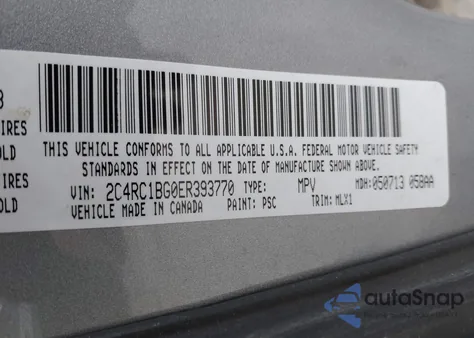 3
IRES
OLD
IRES
OLD
THIS VEHICLE CONFORMS TO ALL APPLICABLE U.S.A. FEDERAL MOTOR VEHICLE SAFETY
STANDARDS IN EFFECT ON THE DATE OF MANUFACTURE SHOWN ABOVE.
VIN: 2C4RC1BG0ER393770 TYPE: MPV MDH: 050713 05BAA
VEHICLE MADE IN CANADA PAINT: PSC TRIM: MLX1
autoSnap